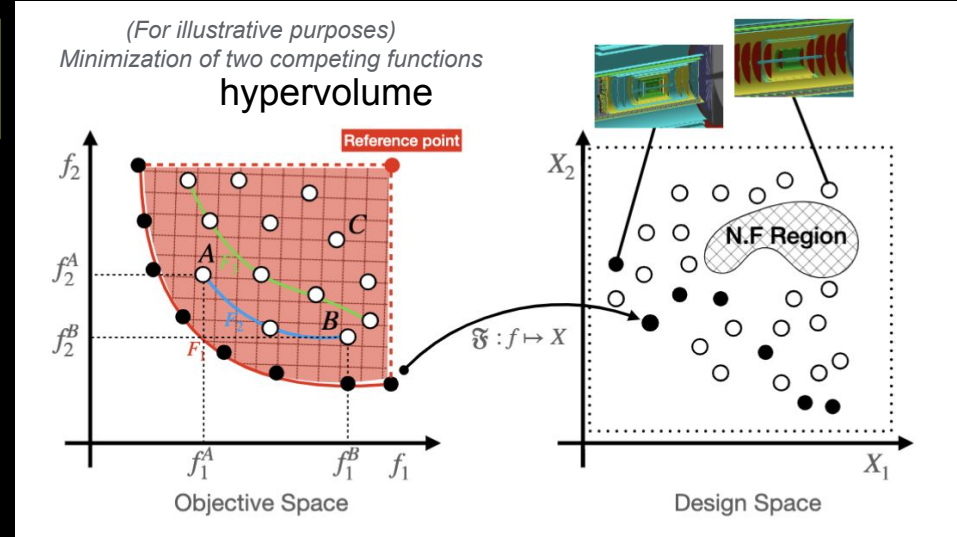 (For illustrative purposes)
Minimization of two competing functions
hypervolume
Reference point
f₂
C
A
F₃
f₂ᴬ
B
F₂
f₂ᴮ
F₁
f₁ᴬ
f₁ᴮ
f₁
Objective Space
𝔉 : f ↦ X
X₂
N.F Region
X₁
Design Space